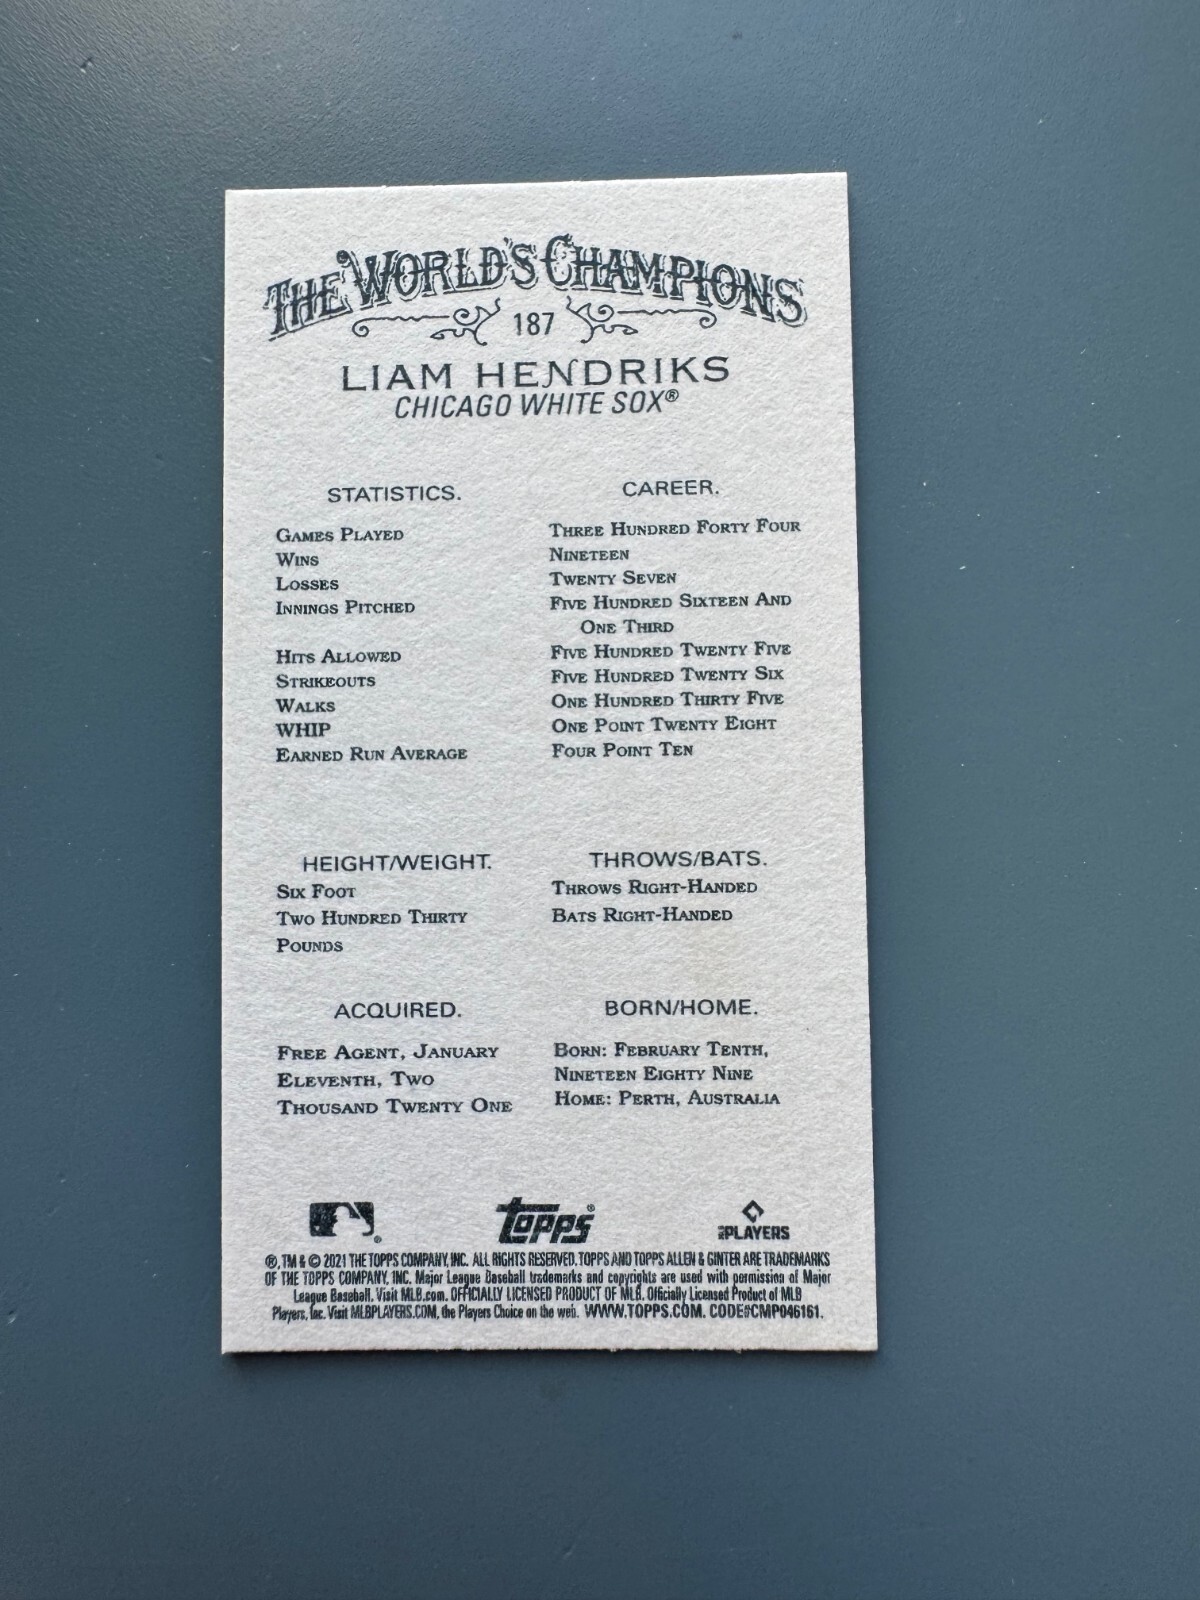 THE WORLD'S CHAMPIONS
187
LIAM HENDRIKS
CHICAGO WHITE SOX®
STATISTICS. CAREER.
GAMES PLAYED THREE HUNDRED FORTY FOUR
WINS NINETEEN
LOSSES TWENTY SEVEN
INNINGS PITCHED FIVE HUNDRED SIXTEEN AND
ONE THIRD
HITS ALLOWED FIVE HUNDRED TWENTY FIVE
STRIKEOUTS FIVE HUNDRED TWENTY SIX
WALKS ONE HUNDRED THIRTY FIVE
WHIP ONE POINT TWENTY EIGHT
EARNED RUN AVERAGE FOUR POINT TEN
HEIGHT/WEIGHT.
SIX FOOT
TWO HUNDRED THIRTY
POUNDS
THROWS/BATS.
THROWS RIGHT-HANDED
BATS RIGHT-HANDED
ACQUIRED.
FREE AGENT, JANUARY
ELEVENTH, TWO
THOUSAND TWENTY ONE
BORN/HOME.
BORN: FEBRUARY TENTH,
NINETEEN EIGHTY NINE
HOME: PERTH, AUSTRALIA
®
Topps®
PLAYERS
®, TM & © 2021 THE TOPPS COMPANY, INC. ALL RIGHTS RESERVED. TOPPS AND TOPPS ALLEN & GINTER ARE TRADEMARKS
OF THE TOPPS COMPANY, INC. Major League Baseball trademarks and copyrights are used with permission of Major
League Baseball. Visit MLB.com. OFFICIALLY LICENSED PRODUCT OF MLB. Officially Licensed Product of MLB
Players, Inc. Visit MLBPLAYERS.COM, the Players Choice on the web. WWW.TOPPS.COM. CODE#CMP046161.